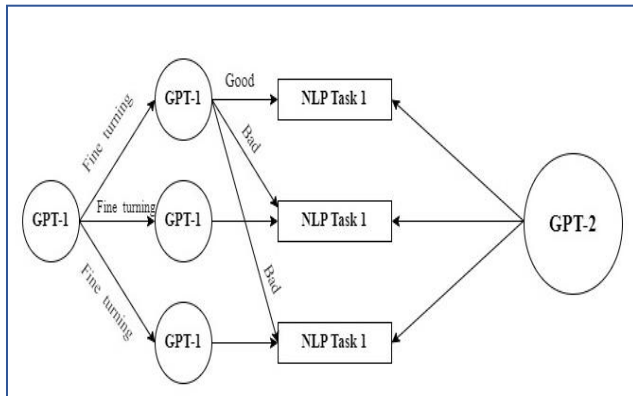 Fine turning
GPT-1
Good
NLP Task 1
Bad
GPT-1
Fine turning
GPT-1
NLP Task 1
GPT-2
Bad
Fine turning
GPT-1
NLP Task 1